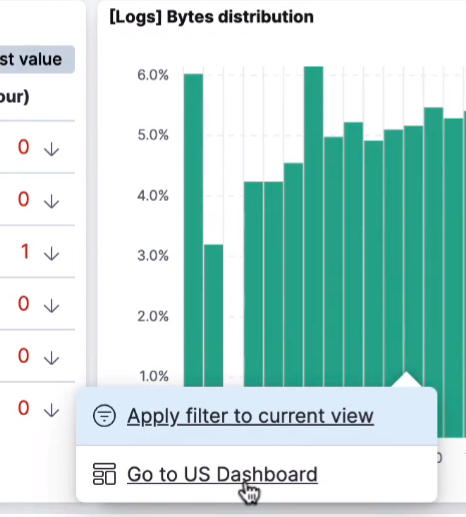 [Logs] Bytes distribution
st value
our)
6.0%
5.0%
4.0%
3.0%
2.0%
1.0%
0
0
1
0
0
0
Apply filter to current view
Go to US Dashboard